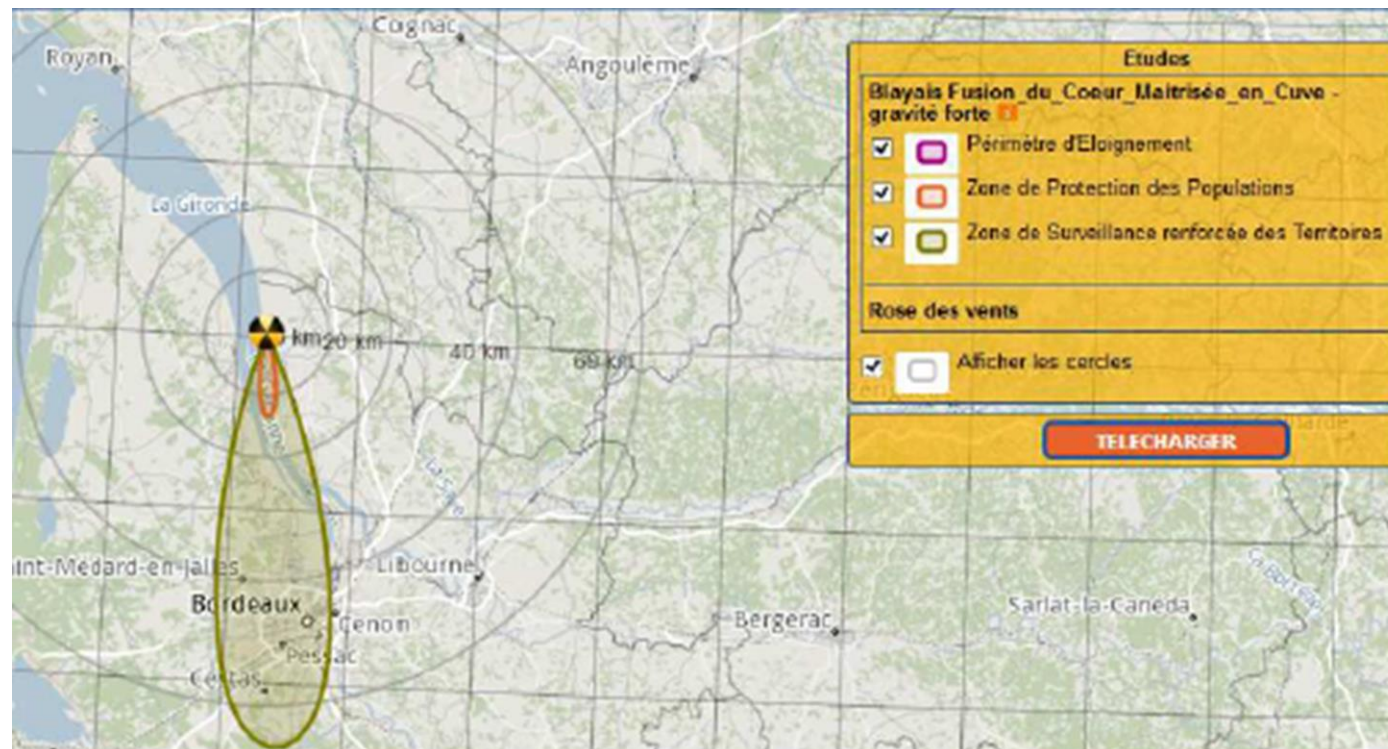 Royan
Cognac
Angoulême
La Gironde
km
20 km
40 km
60 km
int-Médard-en-Jalles
Libourne
Bordeaux
Cenon
Pessac
Cestas
Bergerac
Sarlat-la-Canéda
Etudes
Blayais Fusion_du_Coeur_Maitrisée_en_Cuve -
gravité forte
Périmètre d'Eloignement
Zone de Protection des Populations
Zone de Surveillance renforcée des Territoires
Rose des vents
Afficher les cercles
TELECHARGER